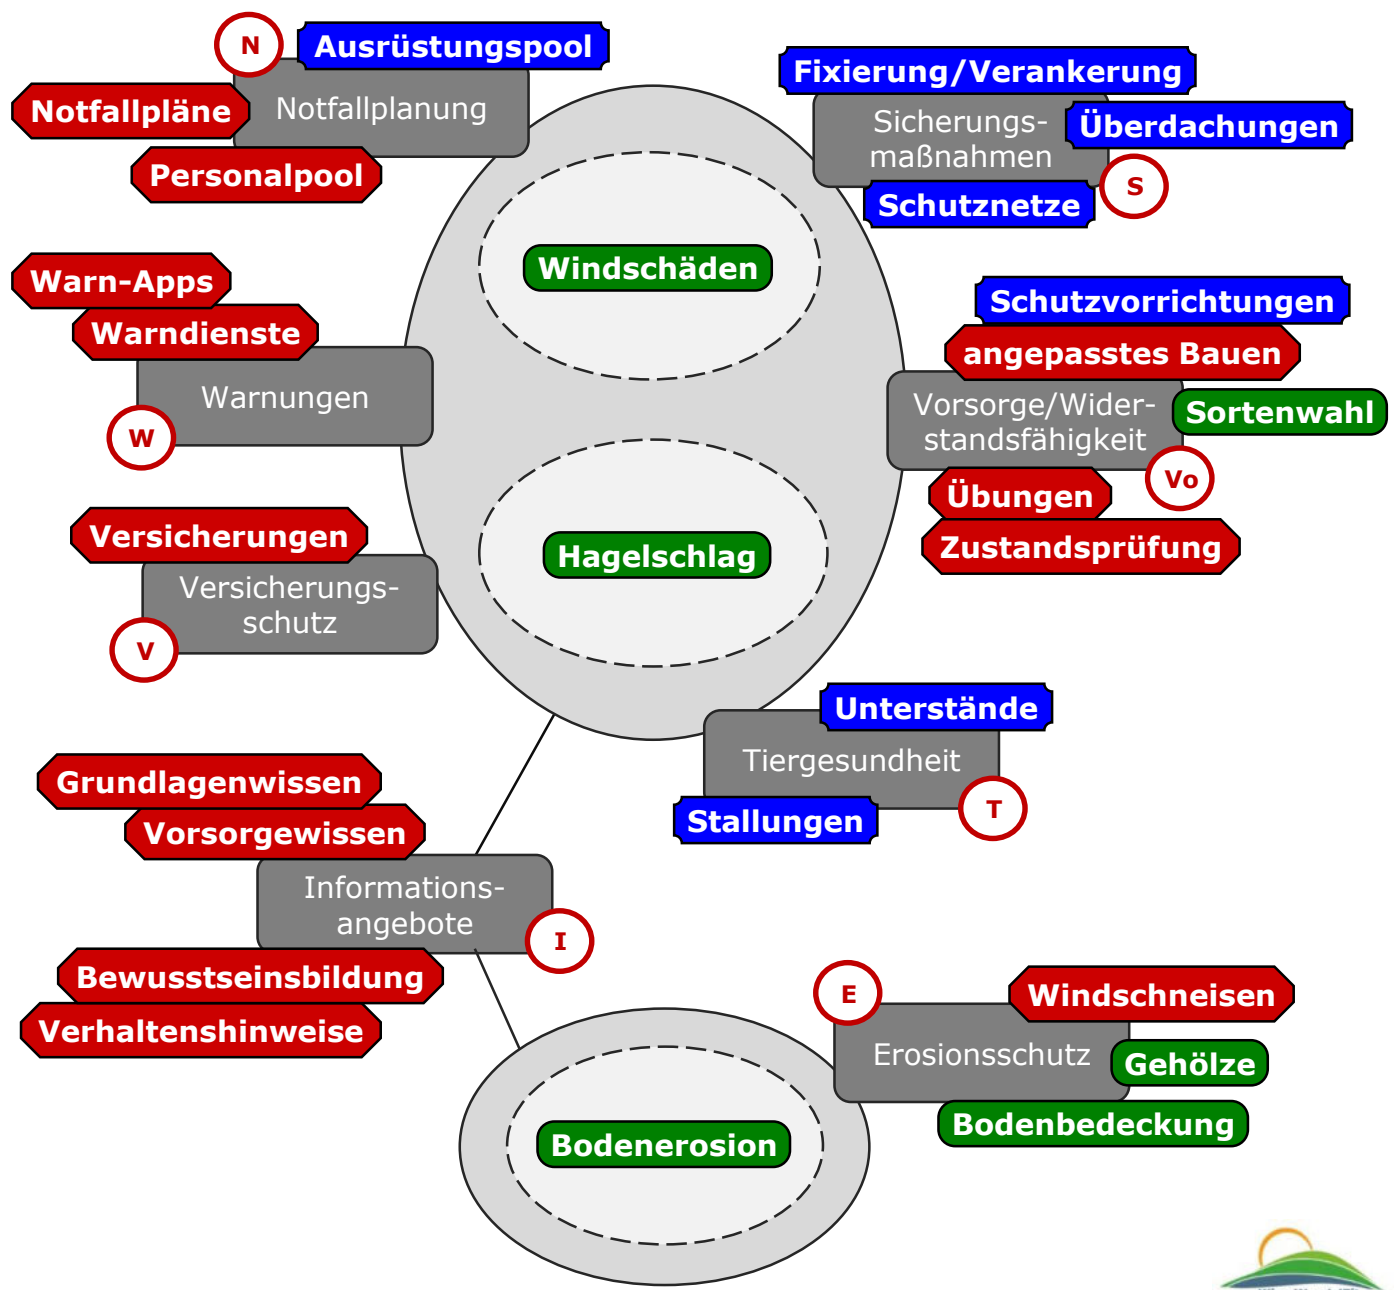 N
Ausrüstungspool
Notfallpläne
Notfallplanung
Personalpool
Fixierung/Verankerung
Sicherungs-
maßnahmen
Überdachungen
S
Schutznetze
Windschäden
Warn-Apps
Warndienste
Warnungen
W
Schutzvorrichtungen
angepasstes Bauen
Vorsorge/Wider-
standsfähigkeit
Sortenwahl
Vo
Übungen
Zustandsprüfung
Hagelschlag
Versicherungen
Versicherungs-
schutz
V
Unterstände
Tiergesundheit
T
Stallungen
Grundlagenwissen
Vorsorgewissen
Informations-
angebote
I
Bewusstseinsbildung
Verhaltenshinweise
E
Windschneisen
Erosionsschutz
Gehölze
Bodenbedeckung
Bodenerosion